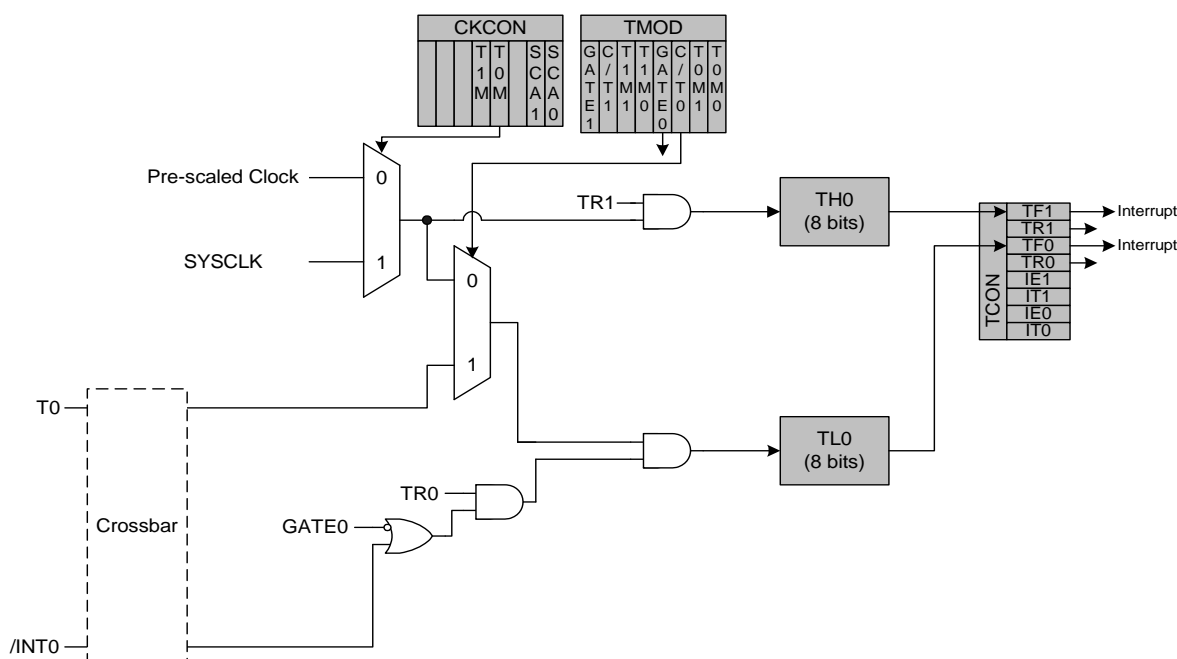 CKCON
T1M
T0M
SCA1
SCA0
TMOD
GATE1
C/T1
T1M1
T1M0
GATE0
C/T0
T0M1
T0M0
Pre-scaled Clock
0
SYSCLK
1
TR1
TH0
(8 bits)
TCON
TF1
TR1
TF0
TR0
IE1
IT1
IE0
IT0
Interrupt
Interrupt
0
1
T0
Crossbar
/INT0
TR0
GATE0
TL0
(8 bits)